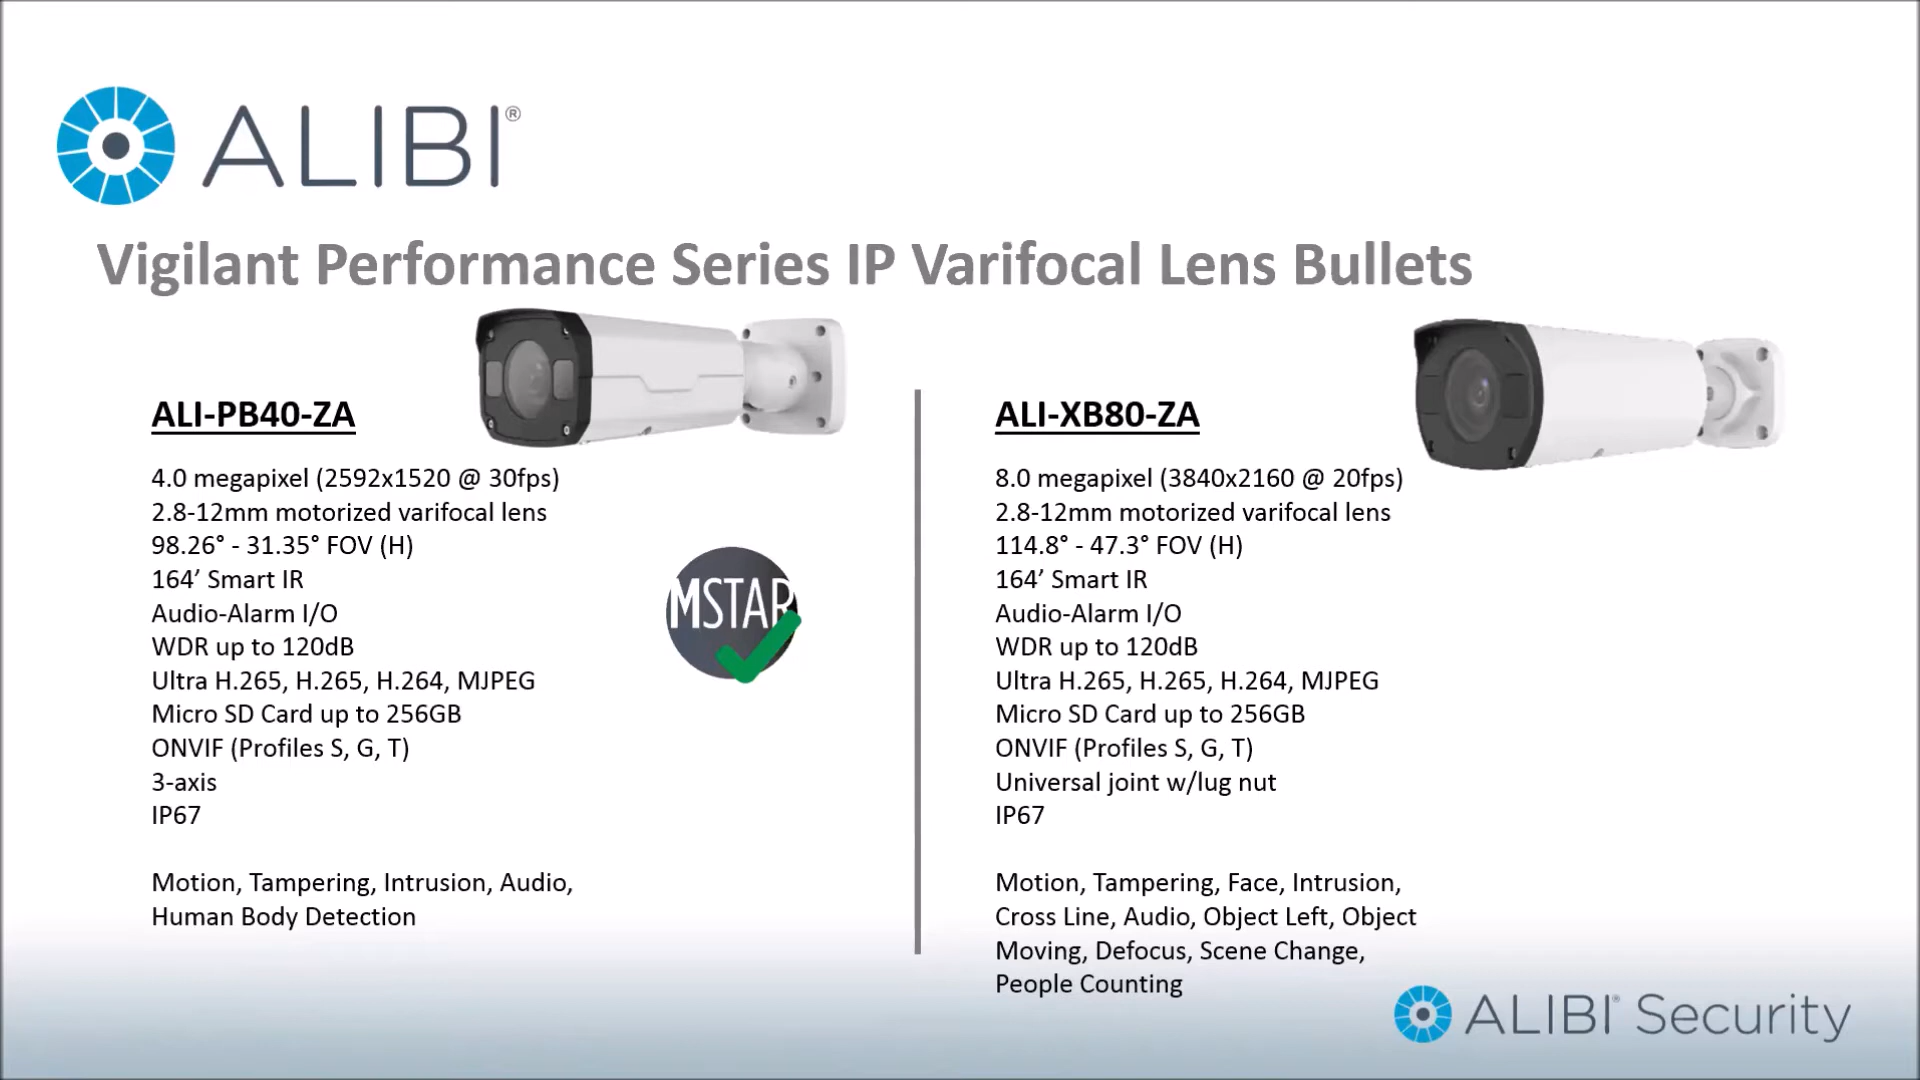 ALIBI®
Vigilant Performance Series IP Varifocal Lens Bullets
ALI-PB40-ZA
4.0 megapixel (2592x1520 @ 30fps)
2.8-12mm motorized varifocal lens
98.26° - 31.35° FOV (H)
164’ Smart IR
Audio-Alarm I/O
WDR up to 120dB
Ultra H.265, H.265, H.264, MJPEG
Micro SD Card up to 256GB
ONVIF (Profiles S, G, T)
3-axis
IP67
Motion, Tampering, Intrusion, Audio,
Human Body Detection
MSTAR
ALI-XB80-ZA
8.0 megapixel (3840x2160 @ 20fps)
2.8-12mm motorized varifocal lens
114.8° - 47.3° FOV (H)
164’ Smart IR
Audio-Alarm I/O
WDR up to 120dB
Ultra H.265, H.265, H.264, MJPEG
Micro SD Card up to 256GB
ONVIF (Profiles S, G, T)
Universal joint w/lug nut
IP67
Motion, Tampering, Face, Intrusion,
Cross Line, Audio, Object Left, Object
Moving, Defocus, Scene Change,
People Counting
ALIBI® Security